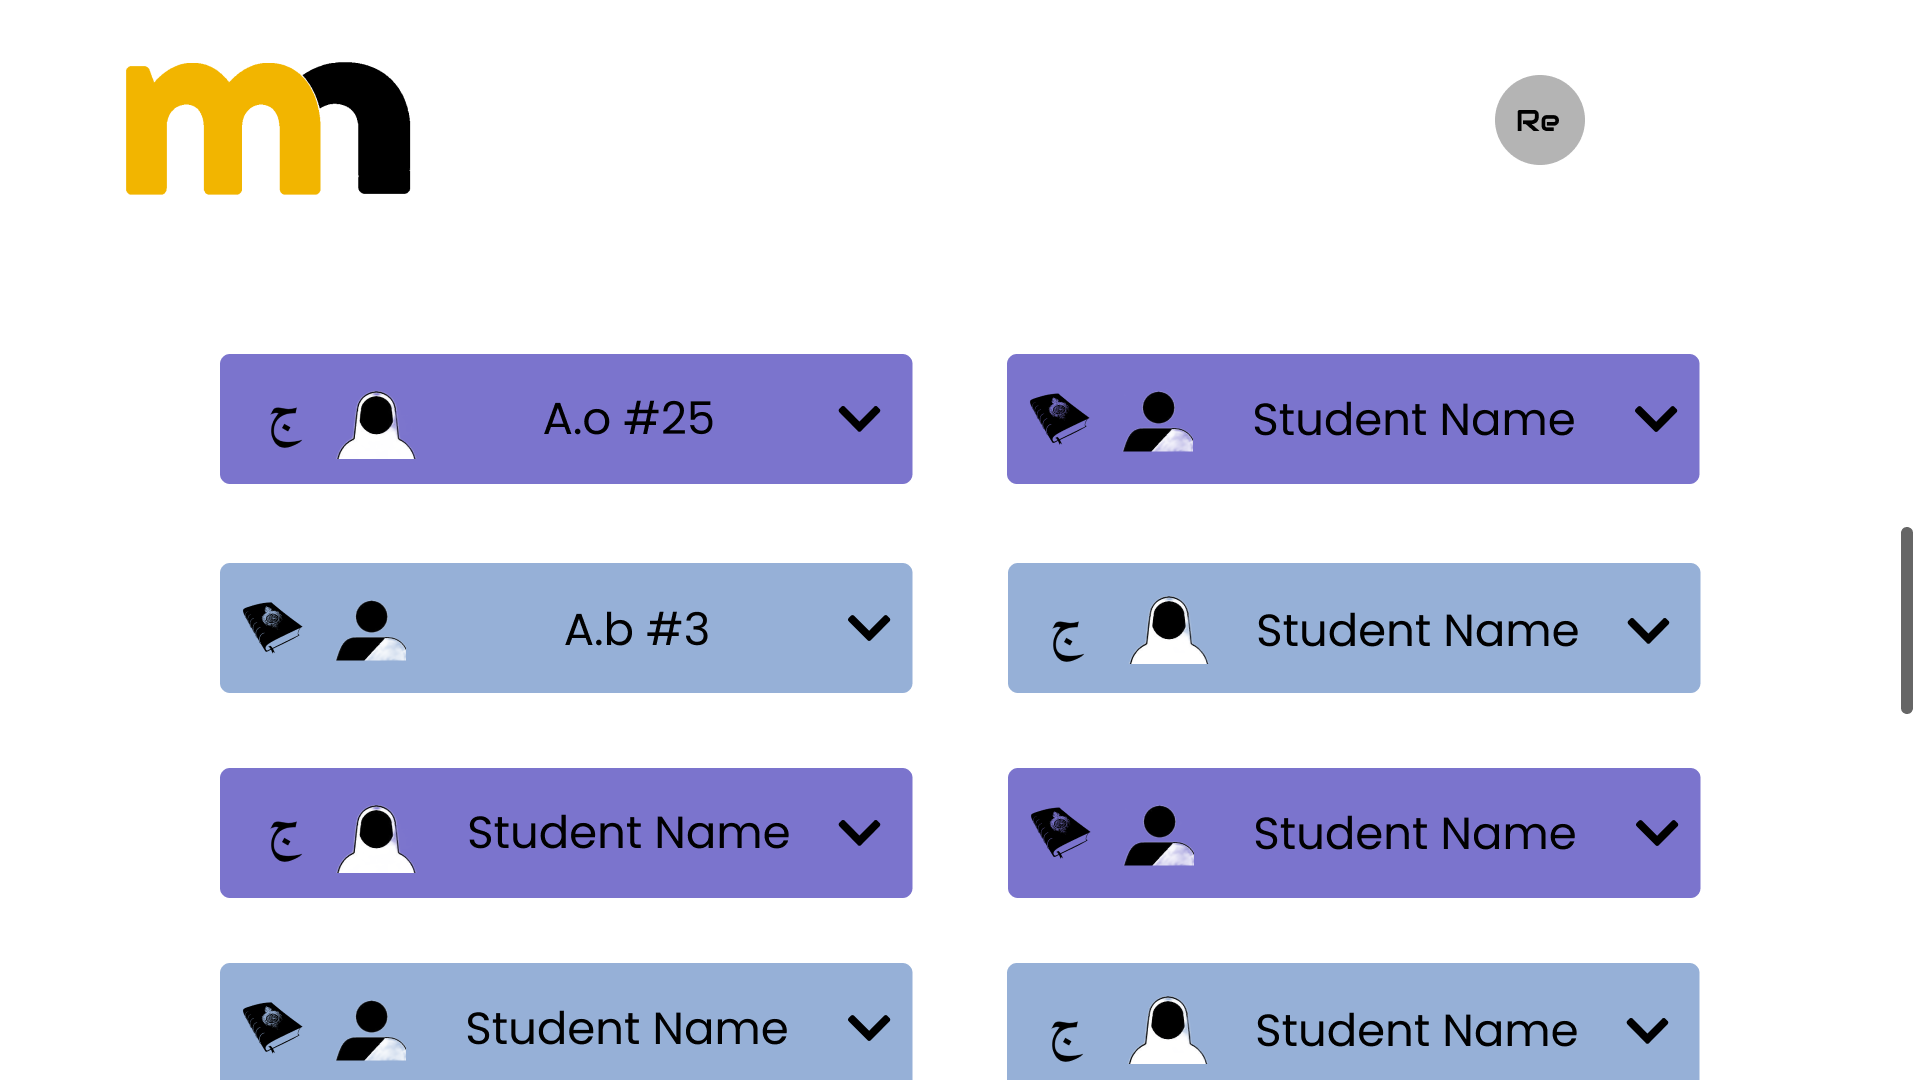 mn
Re
ج A.o #25
Student Name
A.b #3
ج Student Name
ج Student Name
Student Name
Student Name
ج Student Name